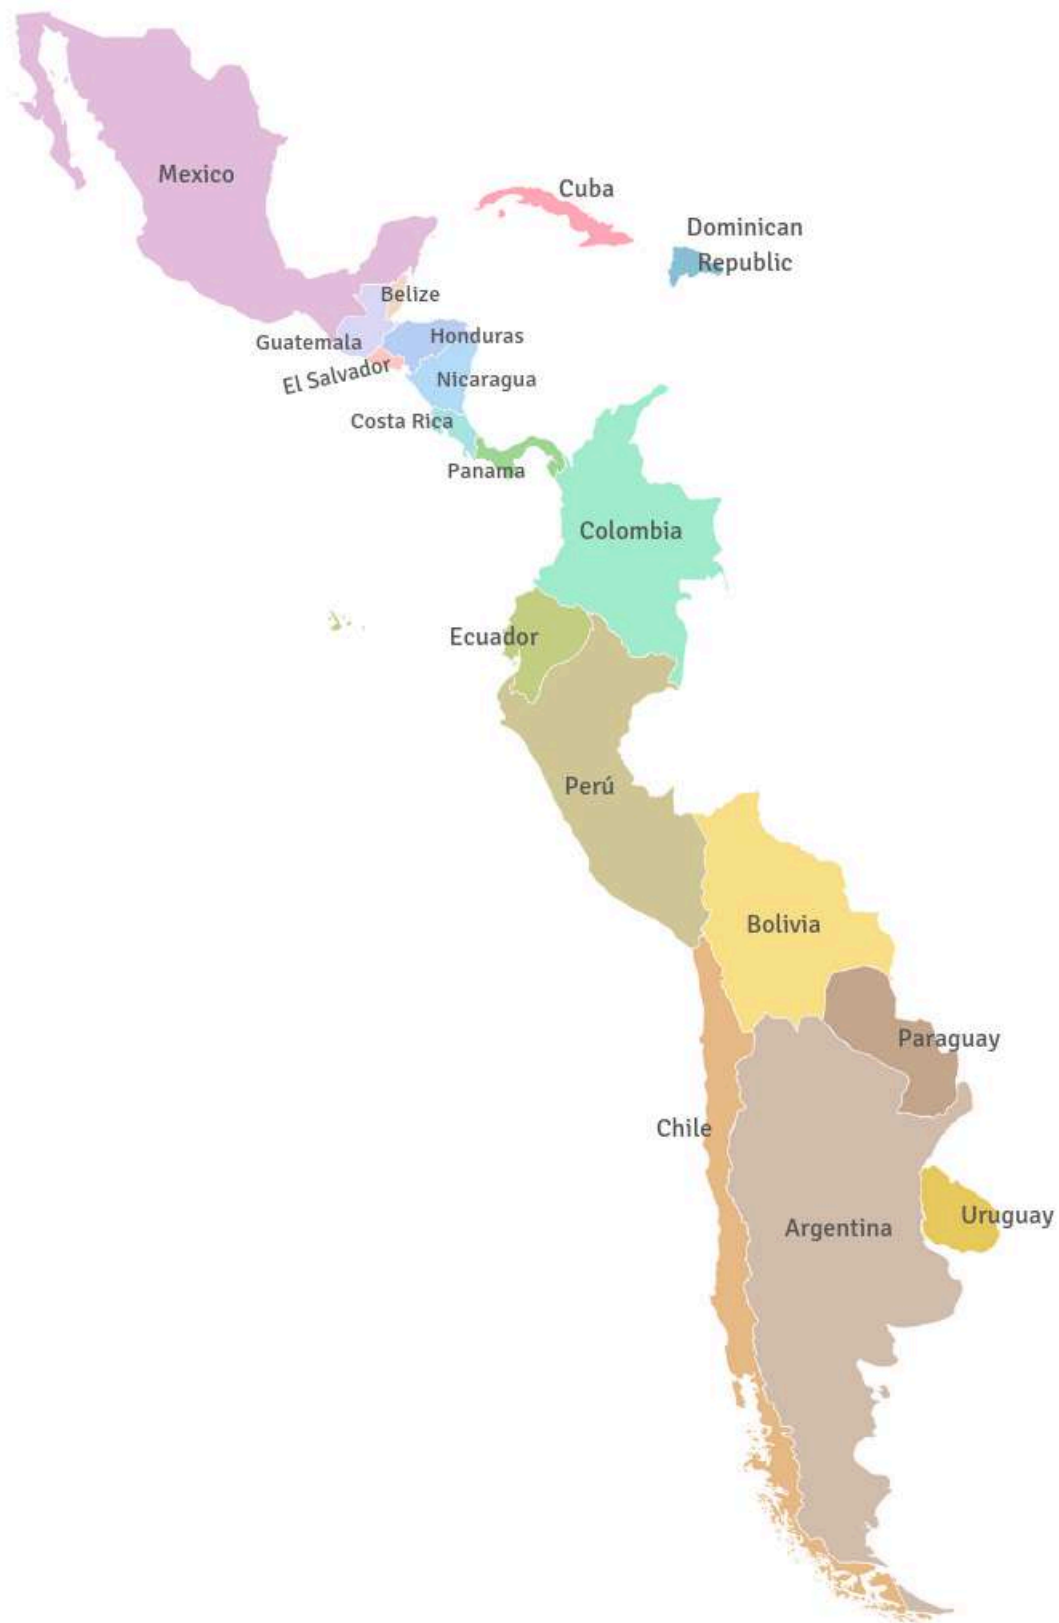 Mexico
Cuba
Dominican
Republic
Belize
Guatemala
Honduras
El Salvador
Nicaragua
Costa Rica
Panama
Colombia
Ecuador
Perú
Bolivia
Paraguay
Chile
Uruguay
Argentina